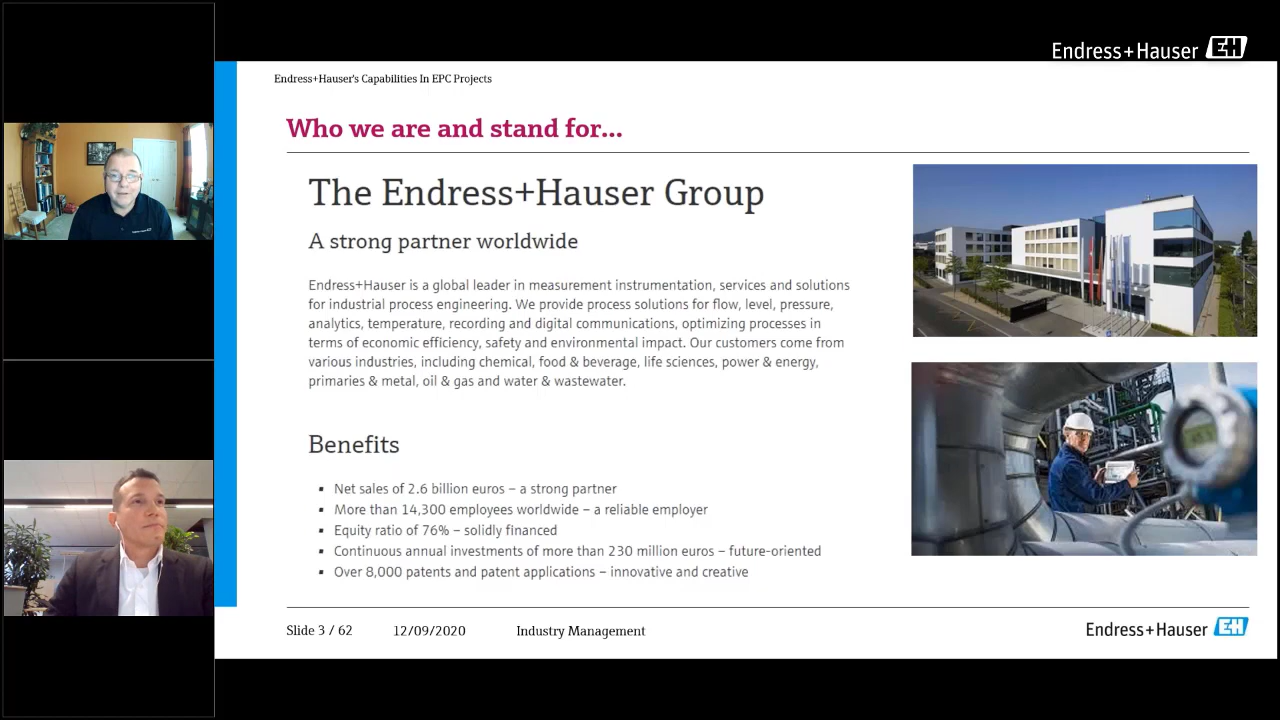 Endress+Hauser EH
Endress+Hauser's Capabilities In EPC Projects
Who we are and stand for...
The Endress+Hauser Group
A strong partner worldwide
Endress+Hauser is a global leader in measurement instrumentation, services and solutions
for industrial process engineering. We provide process solutions for flow, level, pressure,
analytics, temperature, recording and digital communications, optimizing processes in
terms of economic efficiency, safety and environmental impact. Our customers come from
various industries, including chemical, food & beverage, life sciences, power & energy,
primaries & metal, oil & gas and water & wastewater.
Benefits
▪ Net sales of 2.6 billion euros – a strong partner
▪ More than 14,300 employees worldwide – a reliable employer
▪ Equity ratio of 76% – solidly financed
▪ Continuous annual investments of more than 230 million euros – future-oriented
▪ Over 8,000 patents and patent applications – innovative and creative
Slide 3 / 62 12/09/2020 Industry Management Endress+Hauser EH